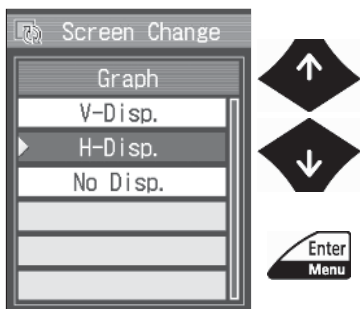 Screen Change
Graph
V-Disp.
H-Disp.
No Disp.
Enter
Menu